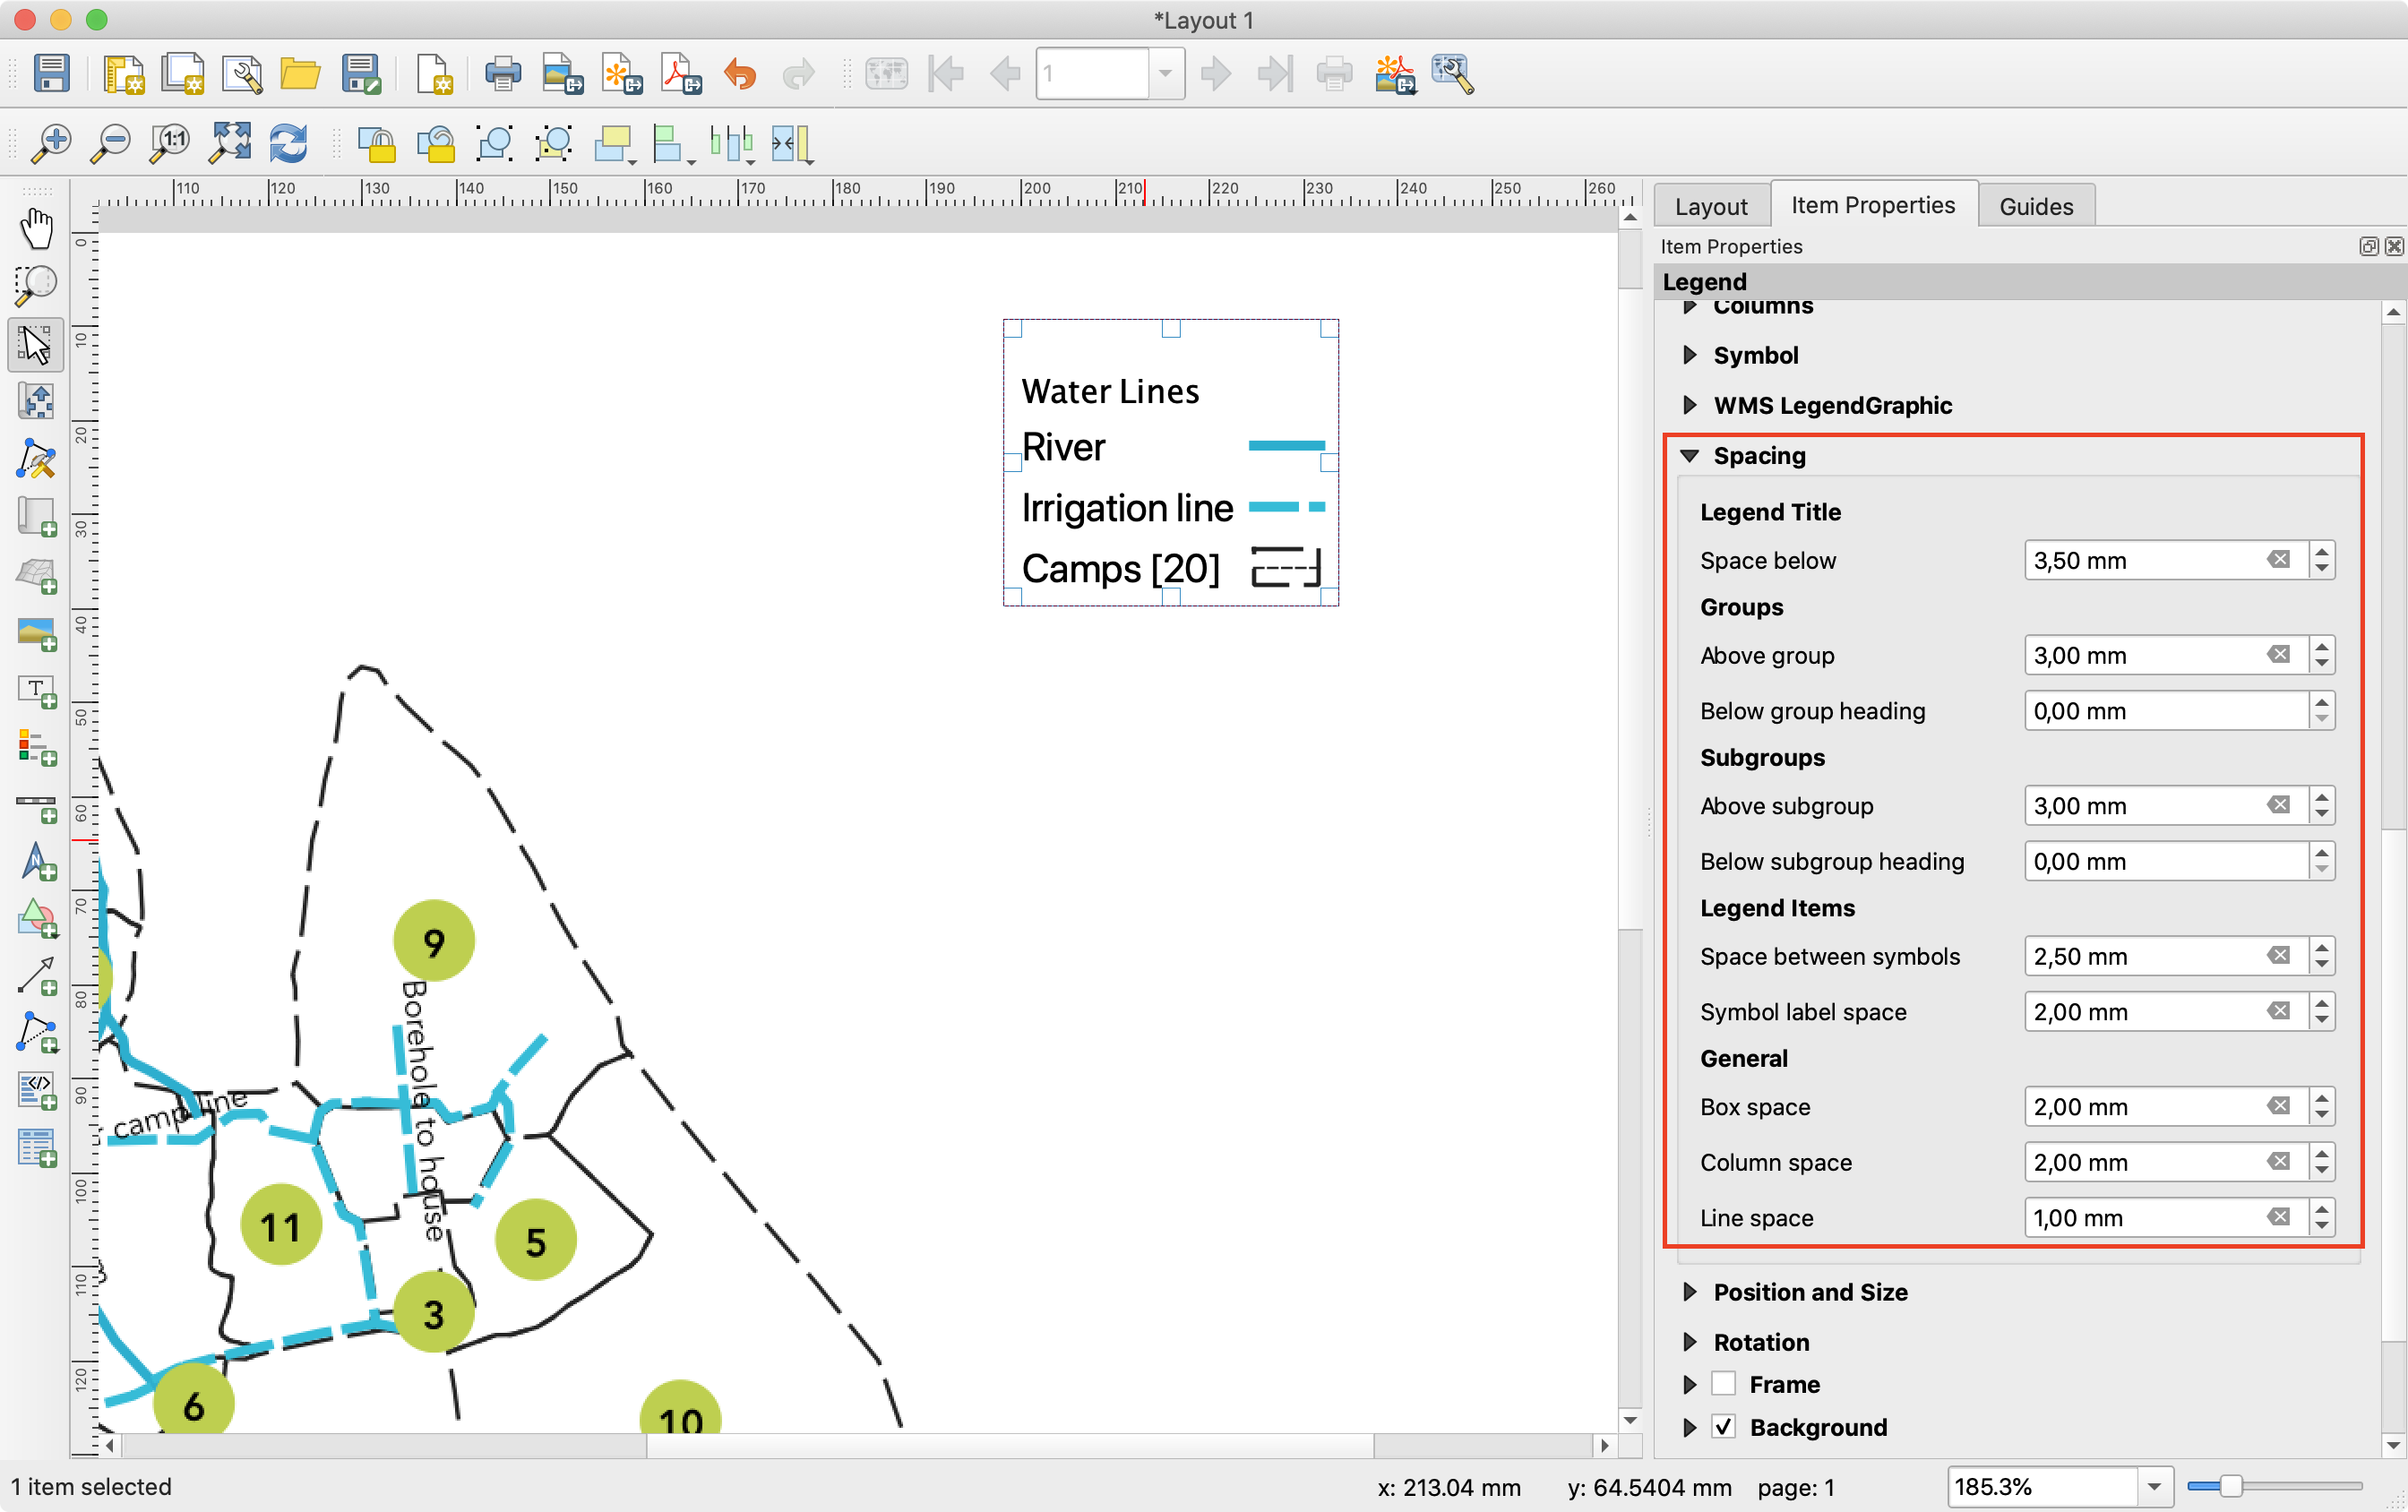 *Layout 1
1
1:1
110 120 130 140 150 160 170 180 190 200 210 220 230 240 250 260
Layout
Item Properties
Guides
Item Properties
Legend
Columns
Symbol
WMS LegendGraphic
Spacing
Legend Title
Space below 3,50 mm
Groups
Above group 3,00 mm
Below group heading 0,00 mm
Subgroups
Above subgroup 3,00 mm
Below subgroup heading 0,00 mm
Legend Items
Space between symbols 2,50 mm
Symbol label space 2,00 mm
General
Box space 2,00 mm
Column space 2,00 mm
Line space 1,00 mm
Position and Size
Rotation
Frame
Background
0
10
20
30
40
50
60
70
80
90
100
110
120
T
N
</>
Water Lines
River
Irrigation line
Camps [20]
9
Borehole to house
camp line
11
5
3
6
10
1 item selected
x: 213.04 mm
y: 64.5404 mm
page: 1
185.3%